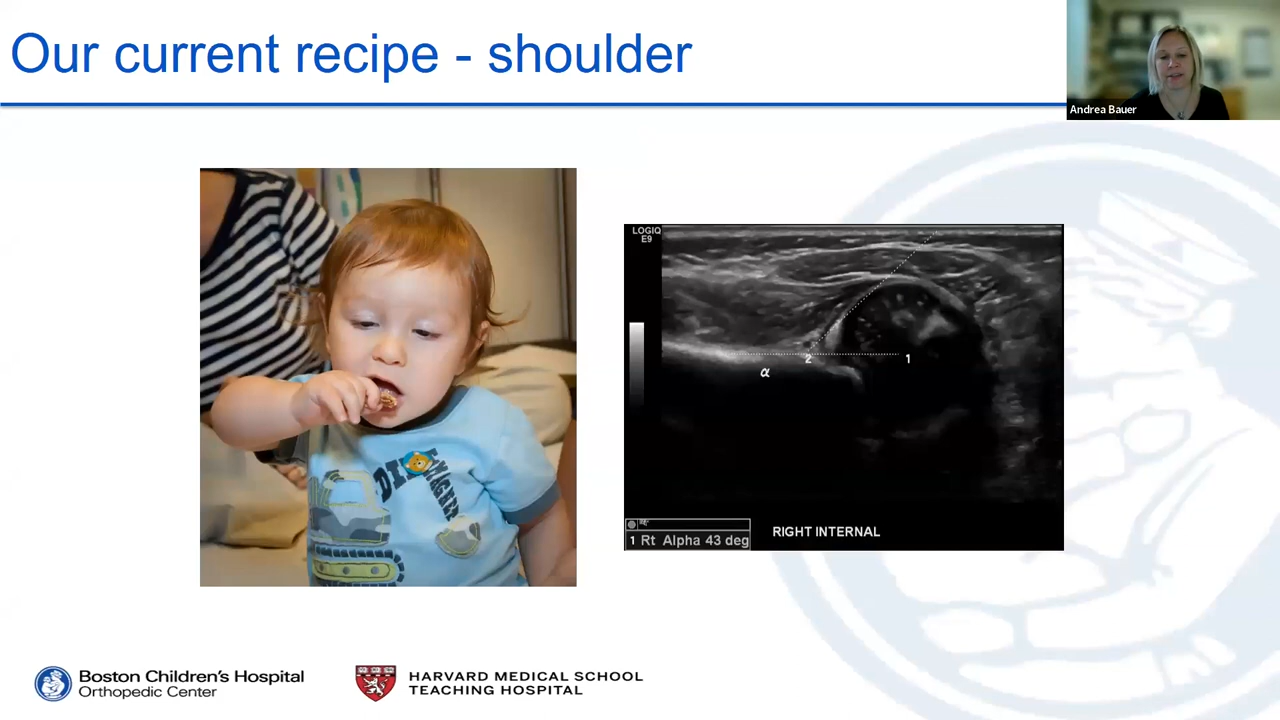 Our current recipe - shoulder
Andrea Bauer
LOGIQ
E9
2
1
α
1 Rt Alpha 43 deg
RIGHT INTERNAL
Boston Children's Hospital
Orthopedic Center
HARVARD MEDICAL SCHOOL
TEACHING HOSPITAL